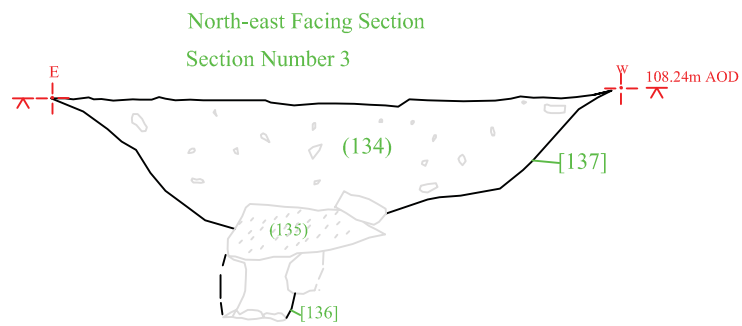 North-east Facing Section
Section Number 3
E
W
108.24m AOD
(134)
[137]
(135)
[136]